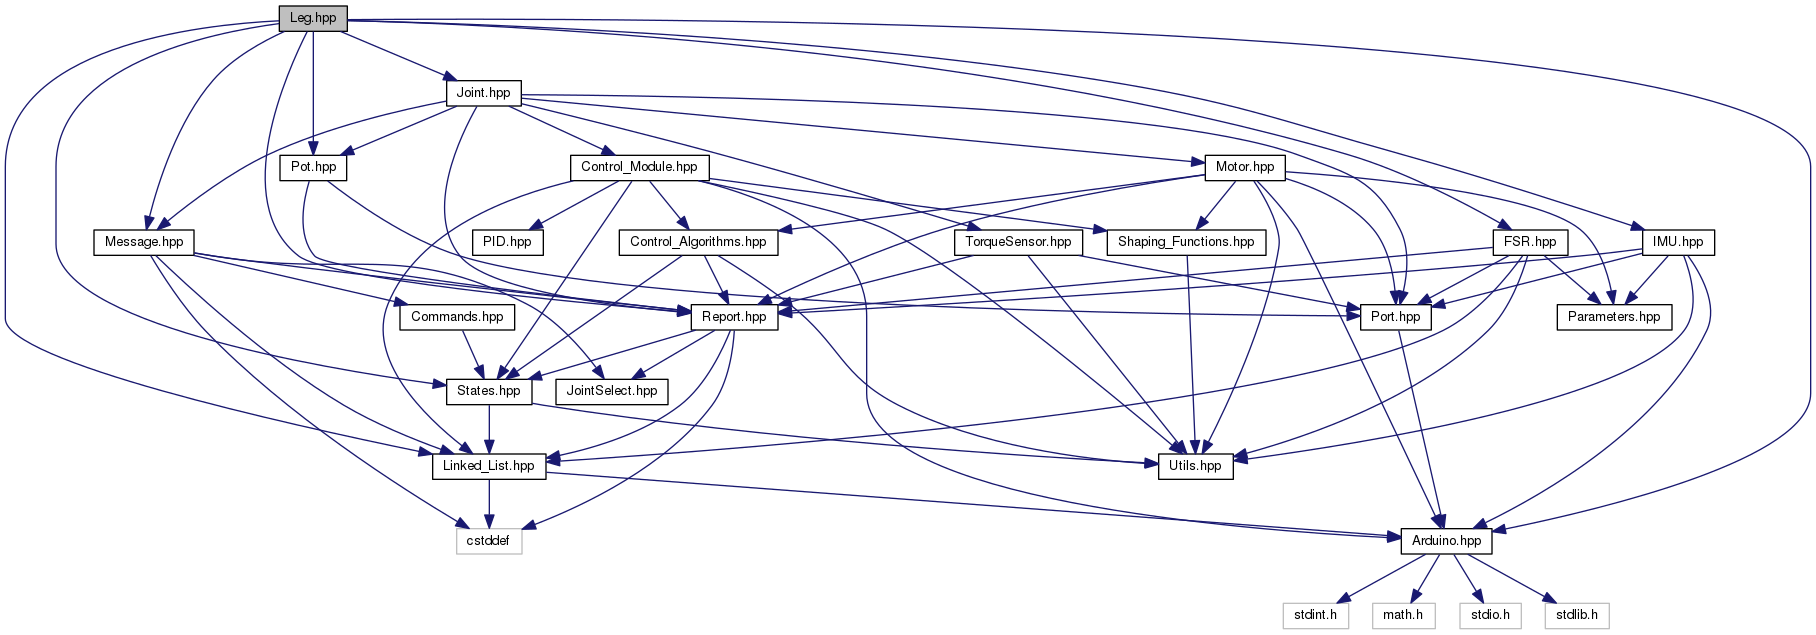 Leg.hpp
Joint.hpp
Pot.hpp
Control_Module.hpp
Motor.hpp
Message.hpp
PID.hpp
Control_Algorithms.hpp
TorqueSensor.hpp
Shaping_Functions.hpp
FSR.hpp
IMU.hpp
Commands.hpp
Report.hpp
Port.hpp
Parameters.hpp
States.hpp
JointSelect.hpp
Linked_List.hpp
Utils.hpp
cstddef
Arduino.hpp
stdint.h
math.h
stdio.h
stdlib.h